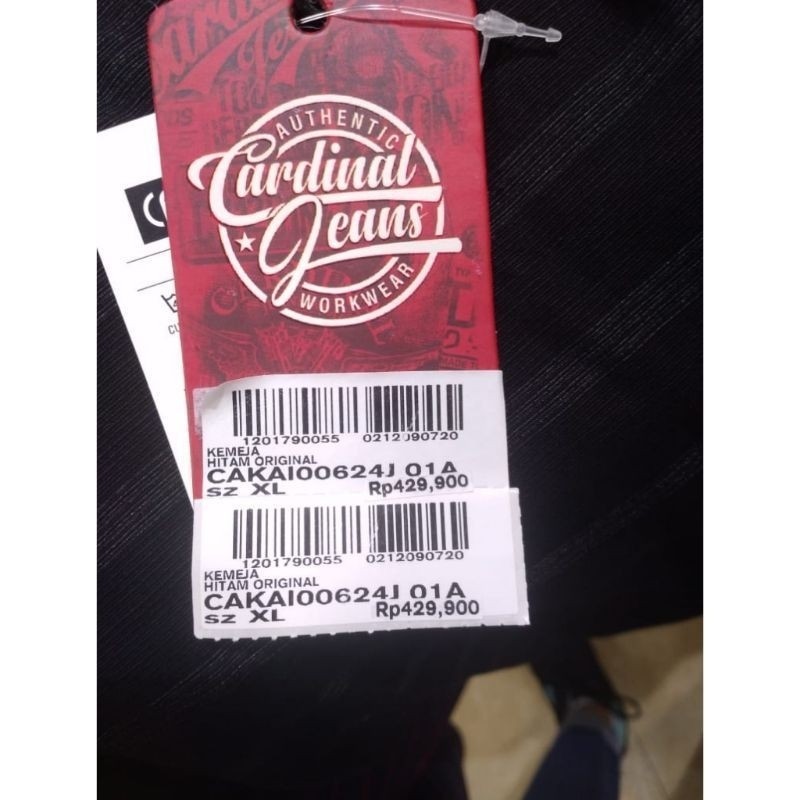 AUTHENTIC
Cardinal
Jeans
WORKWEAR
1201790055 0212090720
KEMEJA
HITAM ORIGINAL
CAKAI00624J 01A
sz XL Rp429,900
1201790055 0212090720
KEMEJA
HITAM ORIGINAL
CAKAI00624J 01A
sz XL Rp429,900